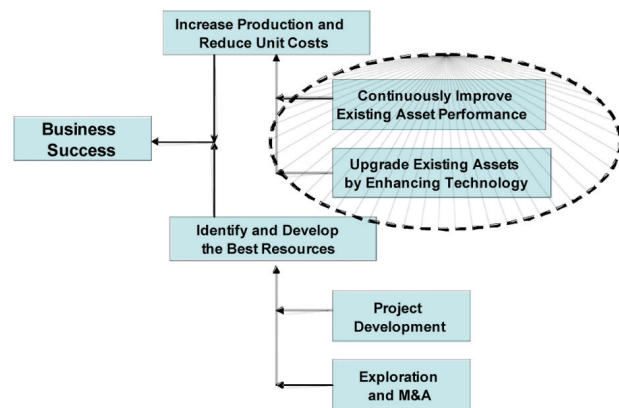 Increase Production and
Reduce Unit Costs
Continuously Improve
Existing Asset Performance
Business
Success
Upgrade Existing Assets
by Enhancing Technology
Identify and Develop
the Best Resources
Project
Development
Exploration
and M&A